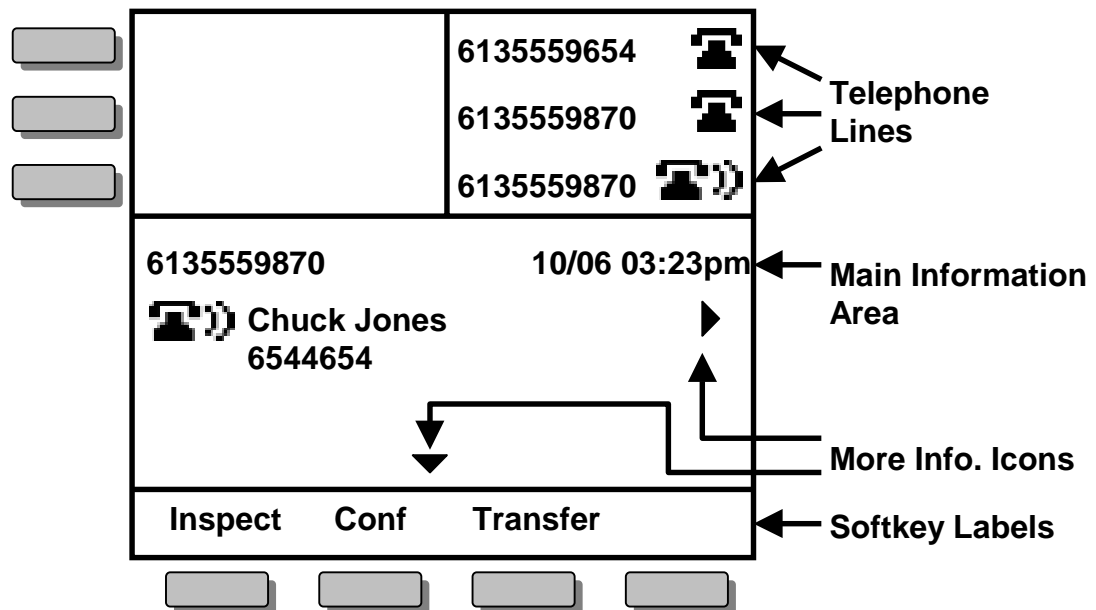 6135559654
6135559870
6135559870
Telephone
Lines
6135559870 10/06 03:23pm
Chuck Jones
6544654
Main Information
Area
More Info. Icons
Inspect Conf Transfer
Softkey Labels